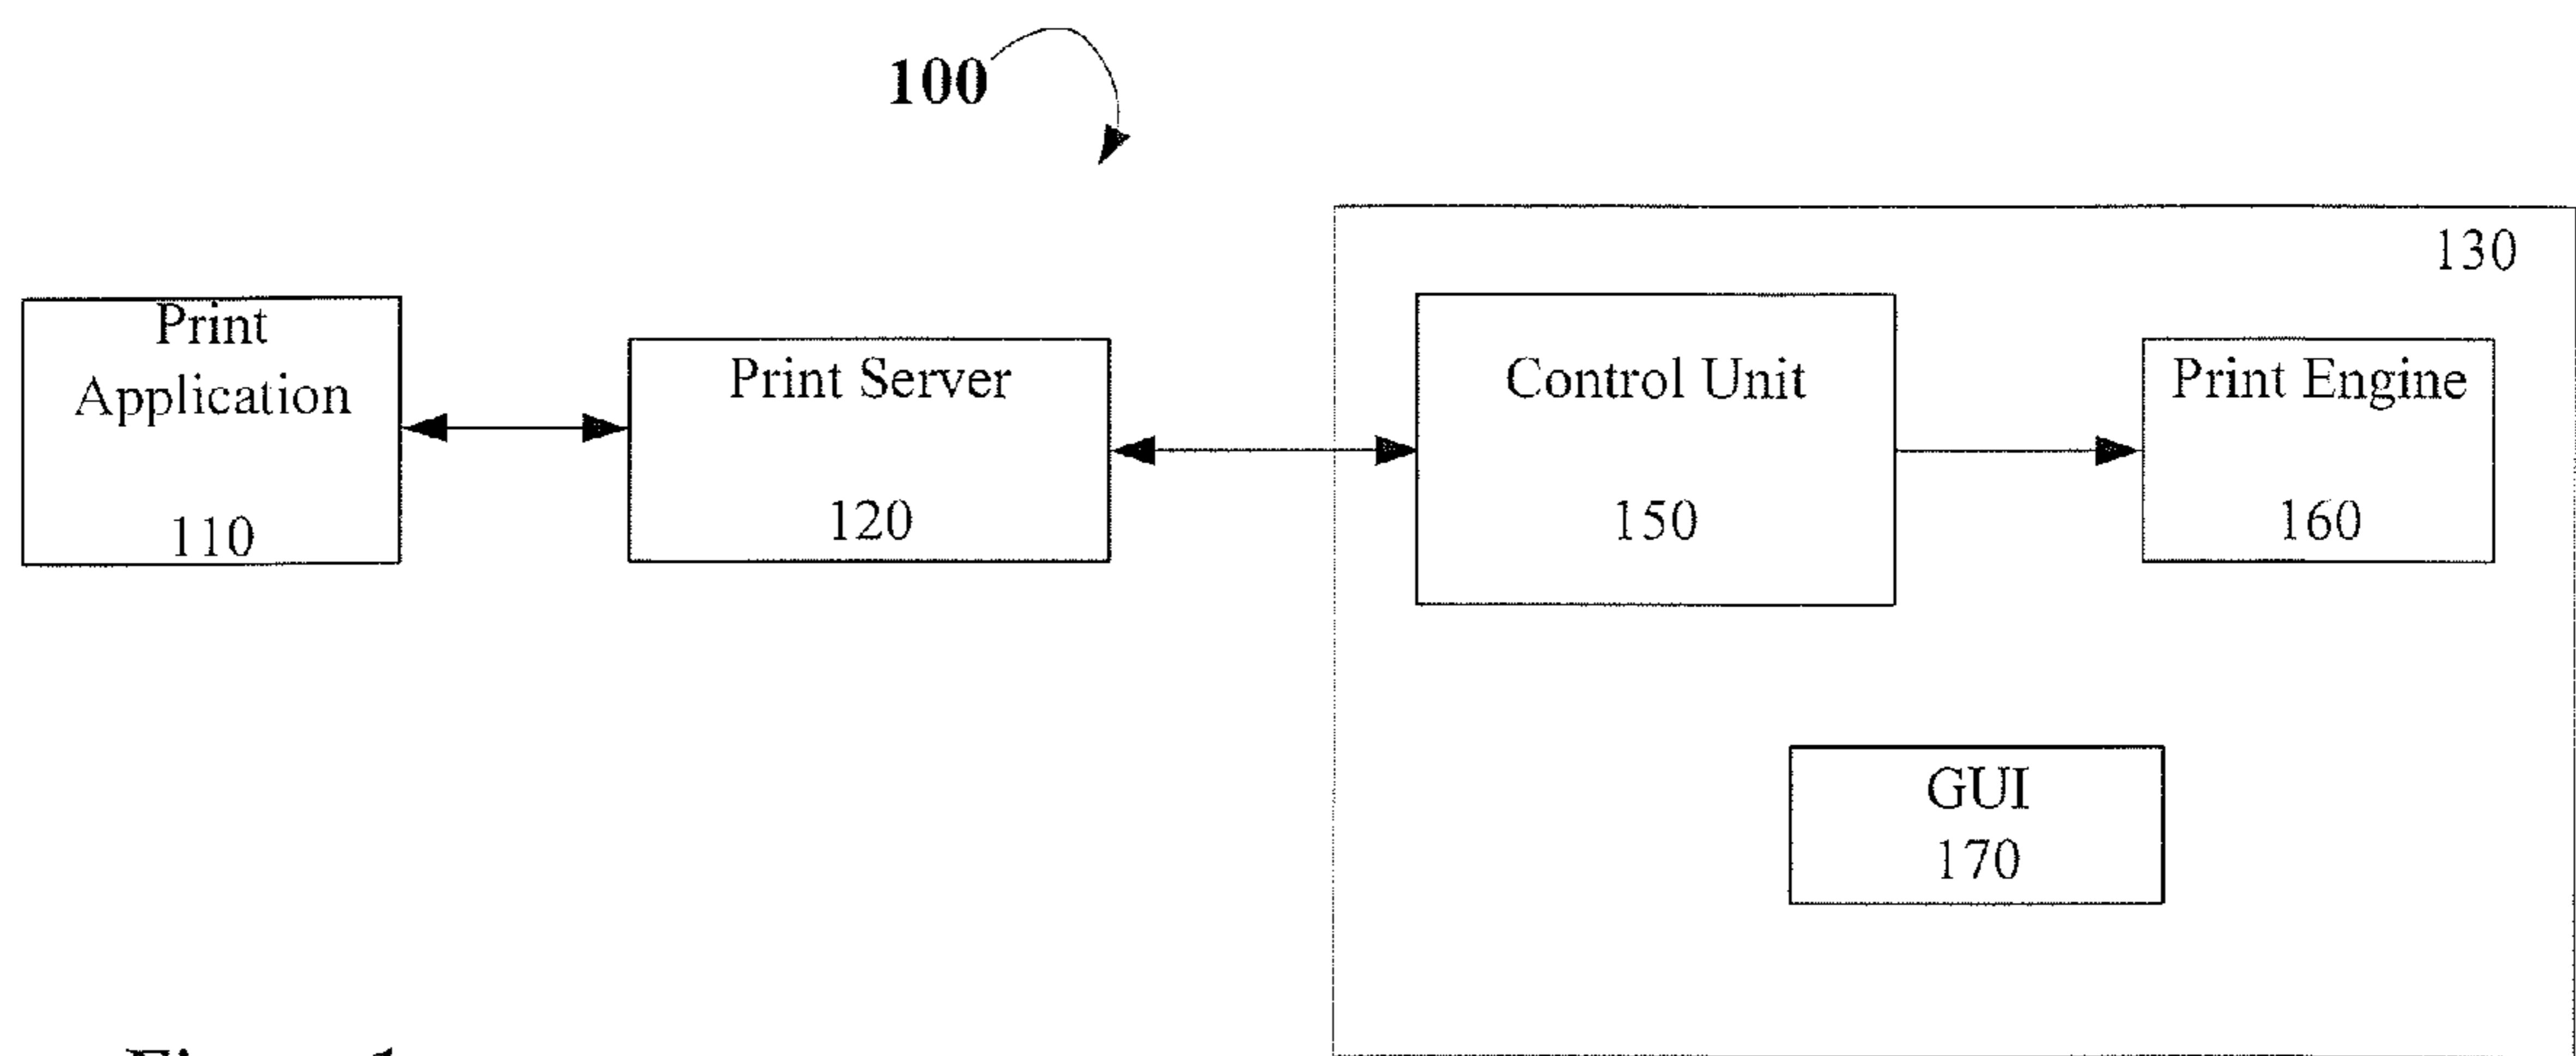 100
130
Print
Application
110
Print Server
120
Control Unit
150
Print Engine
160
GUI
170